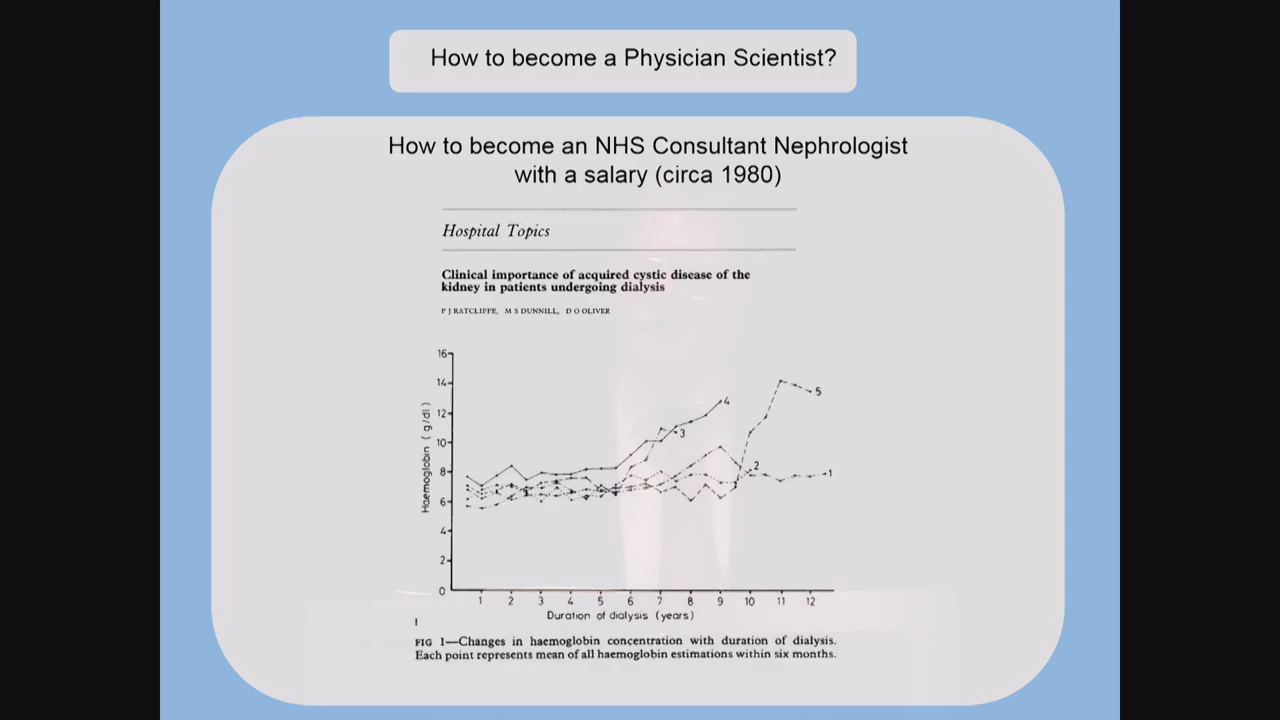 How to become a Physician Scientist?
How to become an NHS Consultant Nephrologist
with a salary (circa 1980)
Hospital Topics
Clinical importance of acquired cystic disease of the
kidney in patients undergoing dialysis
P J RATCLIFFE, M S DUNNILL, D O OLIVER
16
14
12
10
8
6
4
2
0
Haemoglobin (g/dl)
4
5
3
2
1
1 2 3 4 5 6 7 8 9 10 11 12
Duration of dialysis (years)
FIG 1—Changes in haemoglobin concentration with duration of dialysis.
Each point represents mean of all haemoglobin estimations within six months.